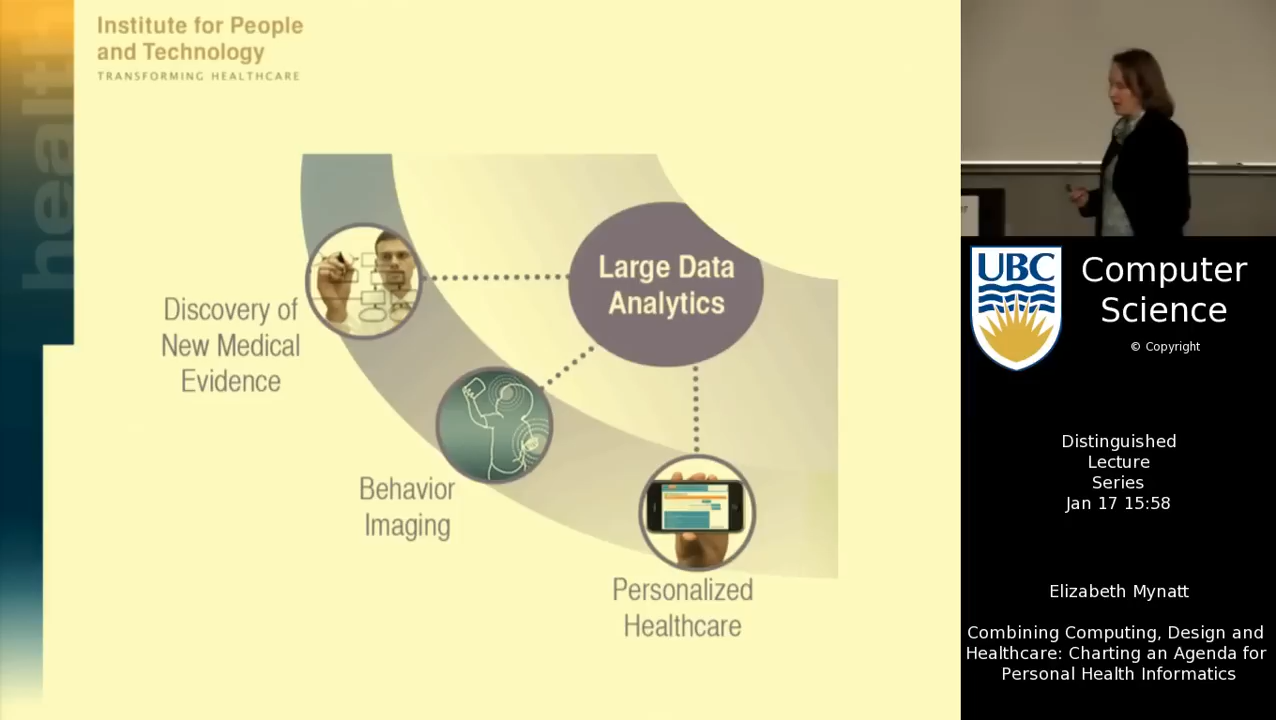 Institute for People
and Technology
TRANSFORMING HEALTHCARE
health
Large Data
Analytics
Discovery of
New Medical
Evidence
Behavior
Imaging
Personalized
Healthcare
UBC
Computer
Science
© Copyright
Distinguished
Lecture
Series
Jan 17 15:58
Elizabeth Mynatt
Combining Computing, Design and
Healthcare: Charting an Agenda for
Personal Health Informatics